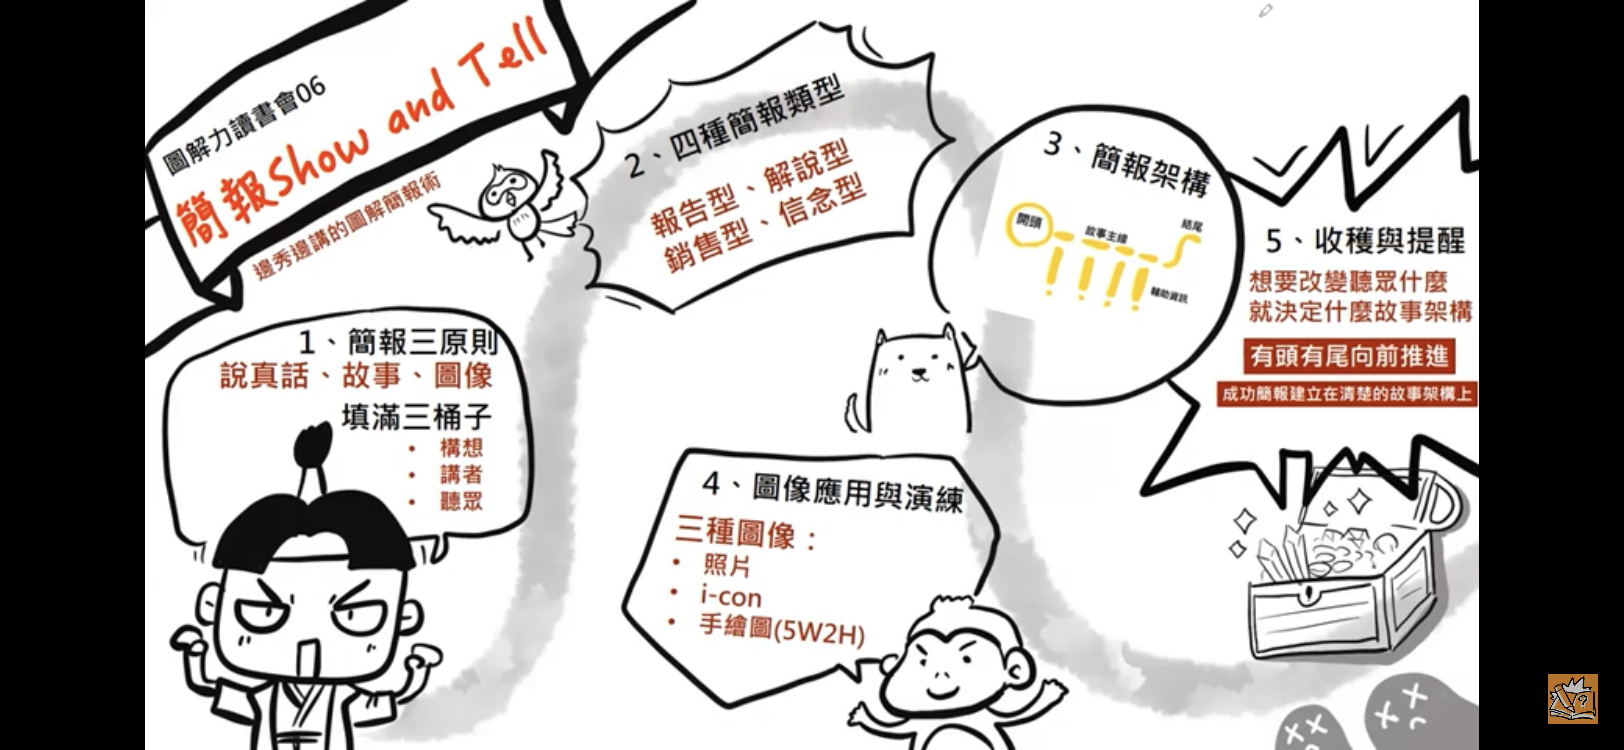 圖解力讀書會06
簡報Show and Tell
邊秀邊講的圖解簡報術
1、簡報三原則
說真話、故事、圖像
填滿三桶子
• 構想
• 講者
• 聽眾
2、四種簡報類型
報告型、解說型
銷售型、信念型
3、簡報架構
開頭
故事主線
結尾
輔助資訊
4、圖像應用與演練
三種圖像：
• 照片
• i-con
• 手繪圖(5W2H)
5、收穫與提醒
想要改變聽眾什麼
就決定什麼故事架構
有頭有尾向前推進
成功簡報建立在清楚的故事架構上